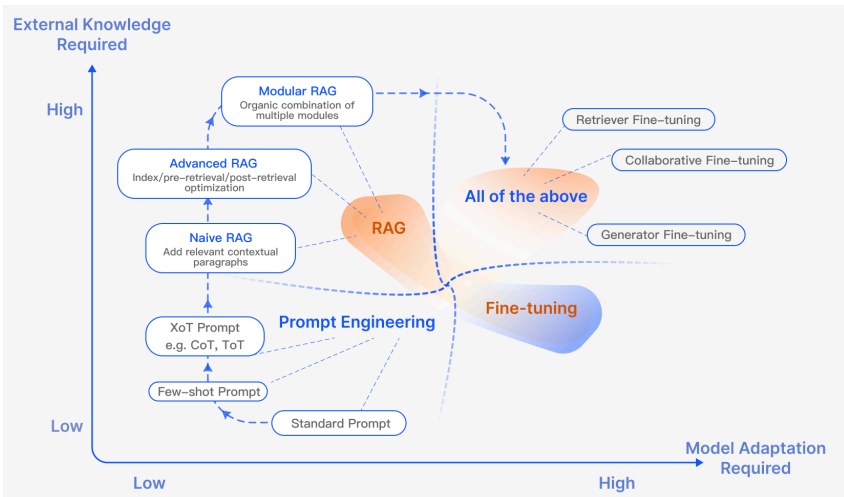 External Knowledge
Required
High
Modular RAG
Organic combination of
multiple modules
Retriever Fine-tuning
Collaborative Fine-tuning
Advanced RAG
Index/pre-retrieval/post-retrieval
optimization
All of the above
RAG
Generator Fine-tuning
Naive RAG
Add relevant contextual
paragraphs
Fine-tuning
XoT Prompt
e.g. CoT, ToT
Prompt Engineering
Few-shot Prompt
Standard Prompt
Low
Model Adaptation
Required
Low
High